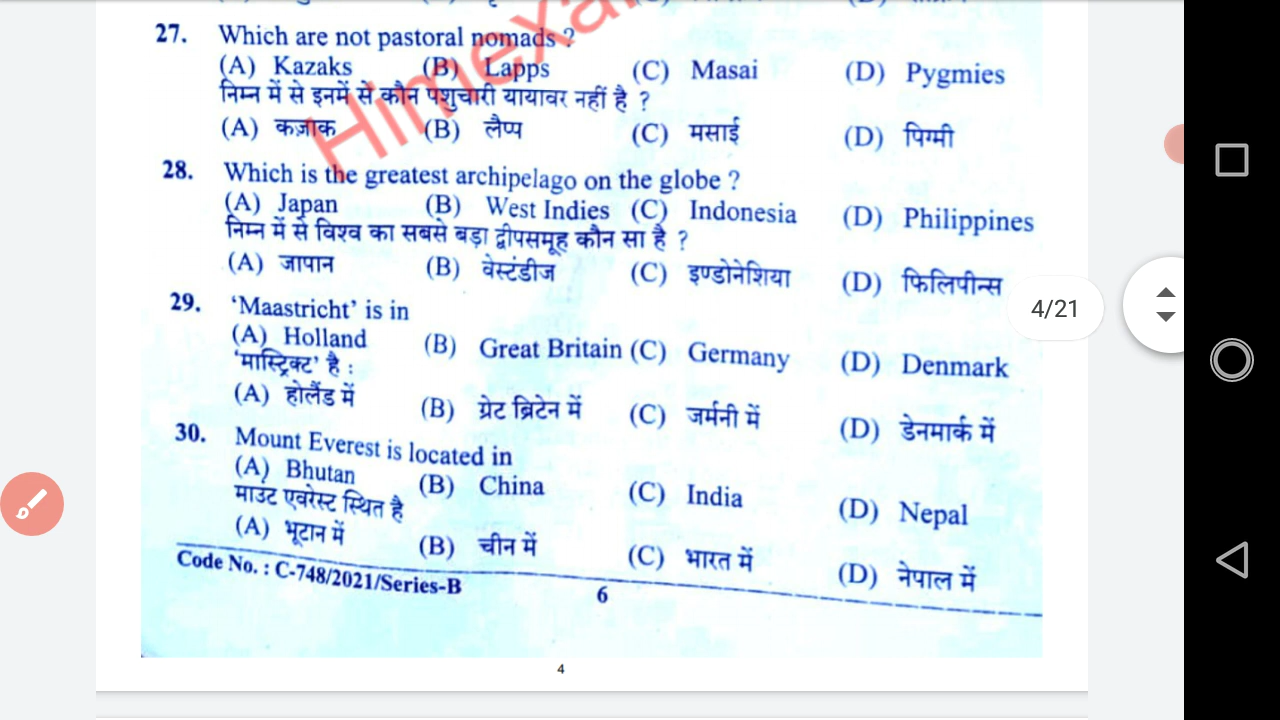 27. Which are not pastoral nomads ?
(A) Kazaks (B) Lapps (C) Masai (D) Pygmies
निम्न में से इनमें से कौन पशुचारी यायावर नहीं है ?
(A) कज़ाक (B) लैप्प (C) मसाई (D) पिग्मी
28. Which is the greatest archipelago on the globe ?
(A) Japan (B) West Indies (C) Indonesia (D) Philippines
निम्न में से विश्व का सबसे बड़ा द्वीपसमूह कौन सा है ?
(A) जापान (B) वेस्टंडीज (C) इण्डोनेशिया (D) फिलिपीन्स
29. ‘Maastricht’ is in
(A) Holland (B) Great Britain (C) Germany (D) Denmark
‘मास्ट्रिक्ट’ है :
(A) होलैंड में (B) ग्रेट ब्रिटेन में (C) जर्मनी में (D) डेनमार्क में
30. Mount Everest is located in
(A) Bhutan (B) China (C) India (D) Nepal
माउंट एवरेस्ट स्थित है
(A) भूटान में (B) चीन में (C) भारत में (D) नेपाल में
Code No. : C-748/2021/Series-B 6
4
4/21